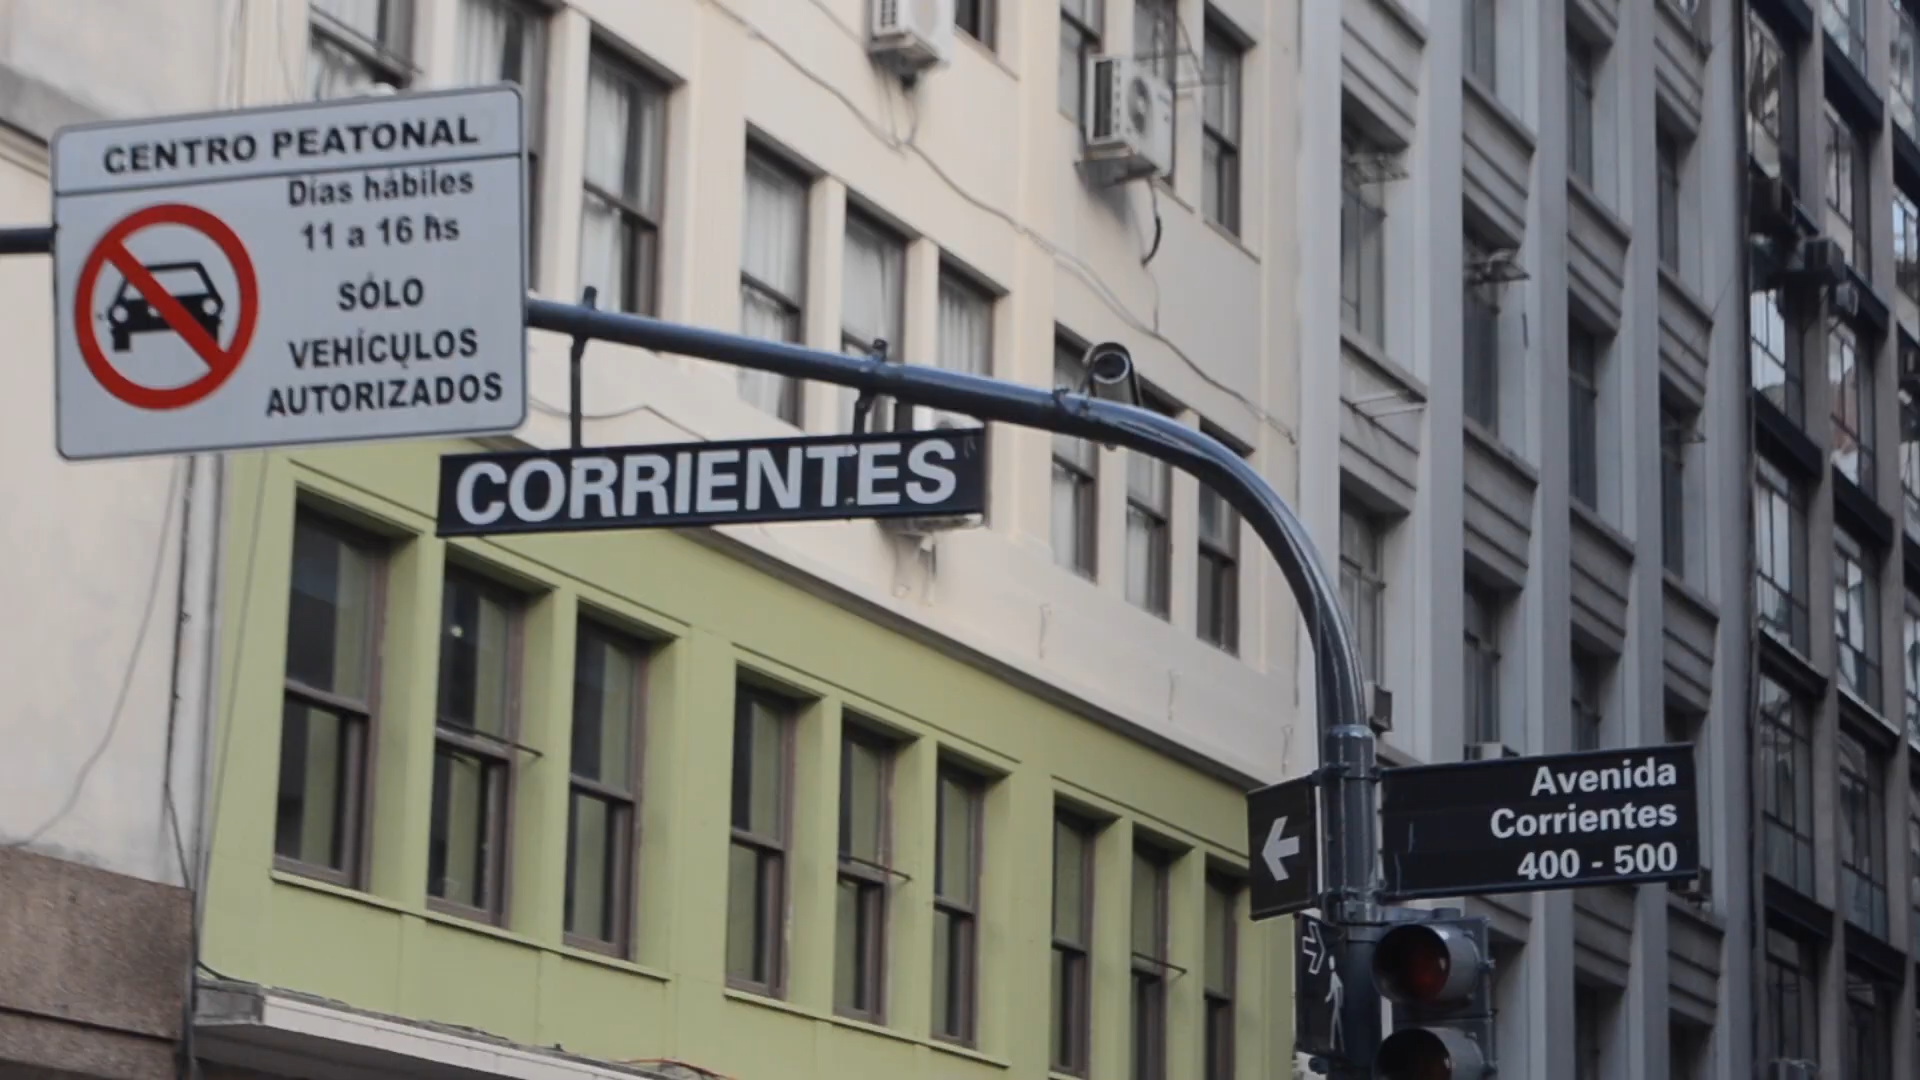 CENTRO PEATONAL
Días hábiles
11 a 16 hs
SÓLO
VEHÍCULOS
AUTORIZADOS
CORRIENTES
Avenida
Corrientes
400 - 500